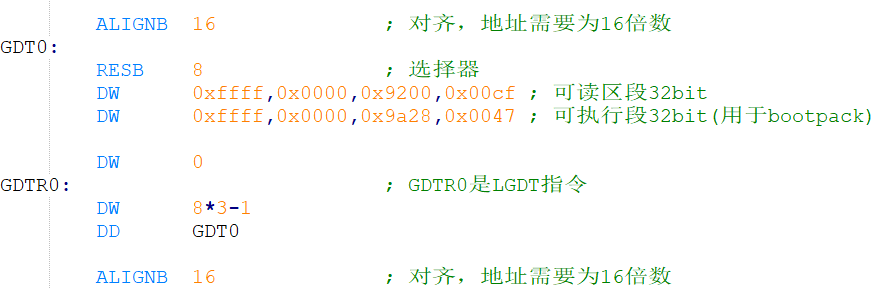 ALIGNB 16 ; 对齐，地址需要为16倍数
GDT0:
RESB 8 ; 选择器
DW 0xffff,0x0000,0x9200,0x00cf ; 可读区段32bit
DW 0xffff,0x0000,0x9a28,0x0047 ; 可执行段32bit(用于bootpack)
DW 0
GDTR0: ; GDTR0是LGDT指令
DW 8*3-1
DD GDT0
ALIGNB 16 ; 对齐，地址需要为16倍数